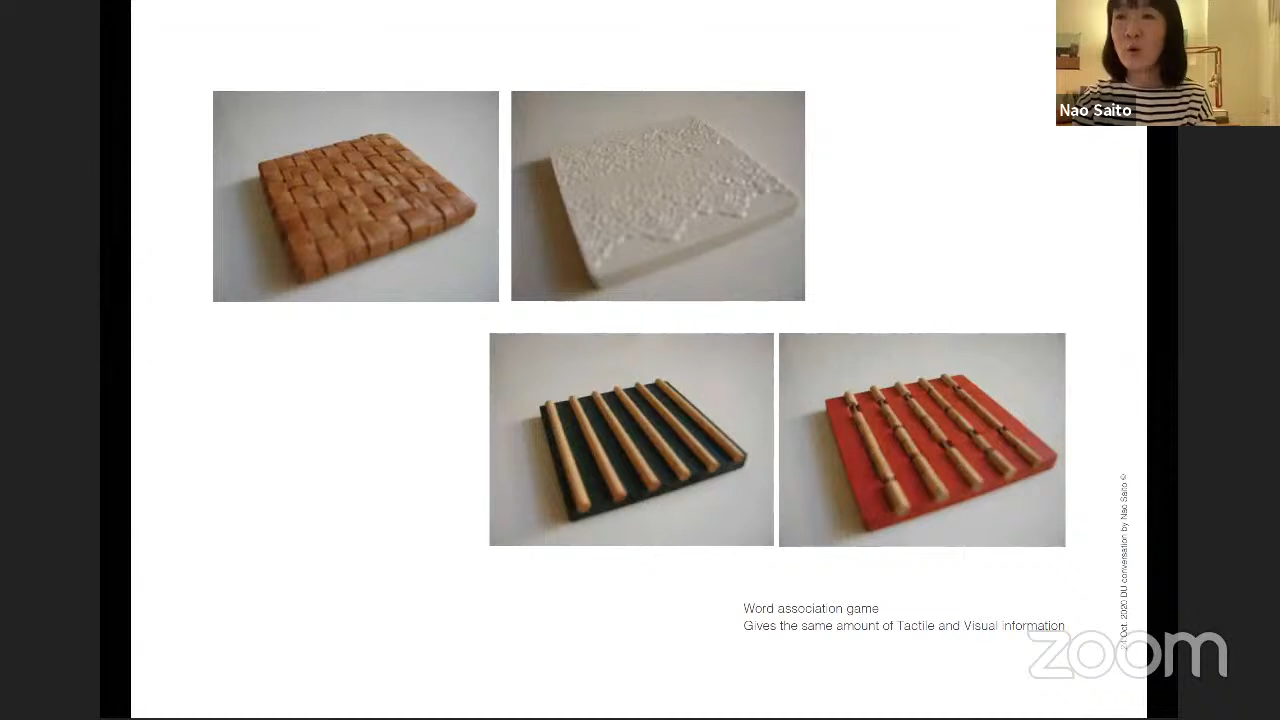 Nao Saito
Word association game
Gives the same amount of Tactile and Visual information
21 Oct. 2020 DU conversation by Nao Saito ©
zoom